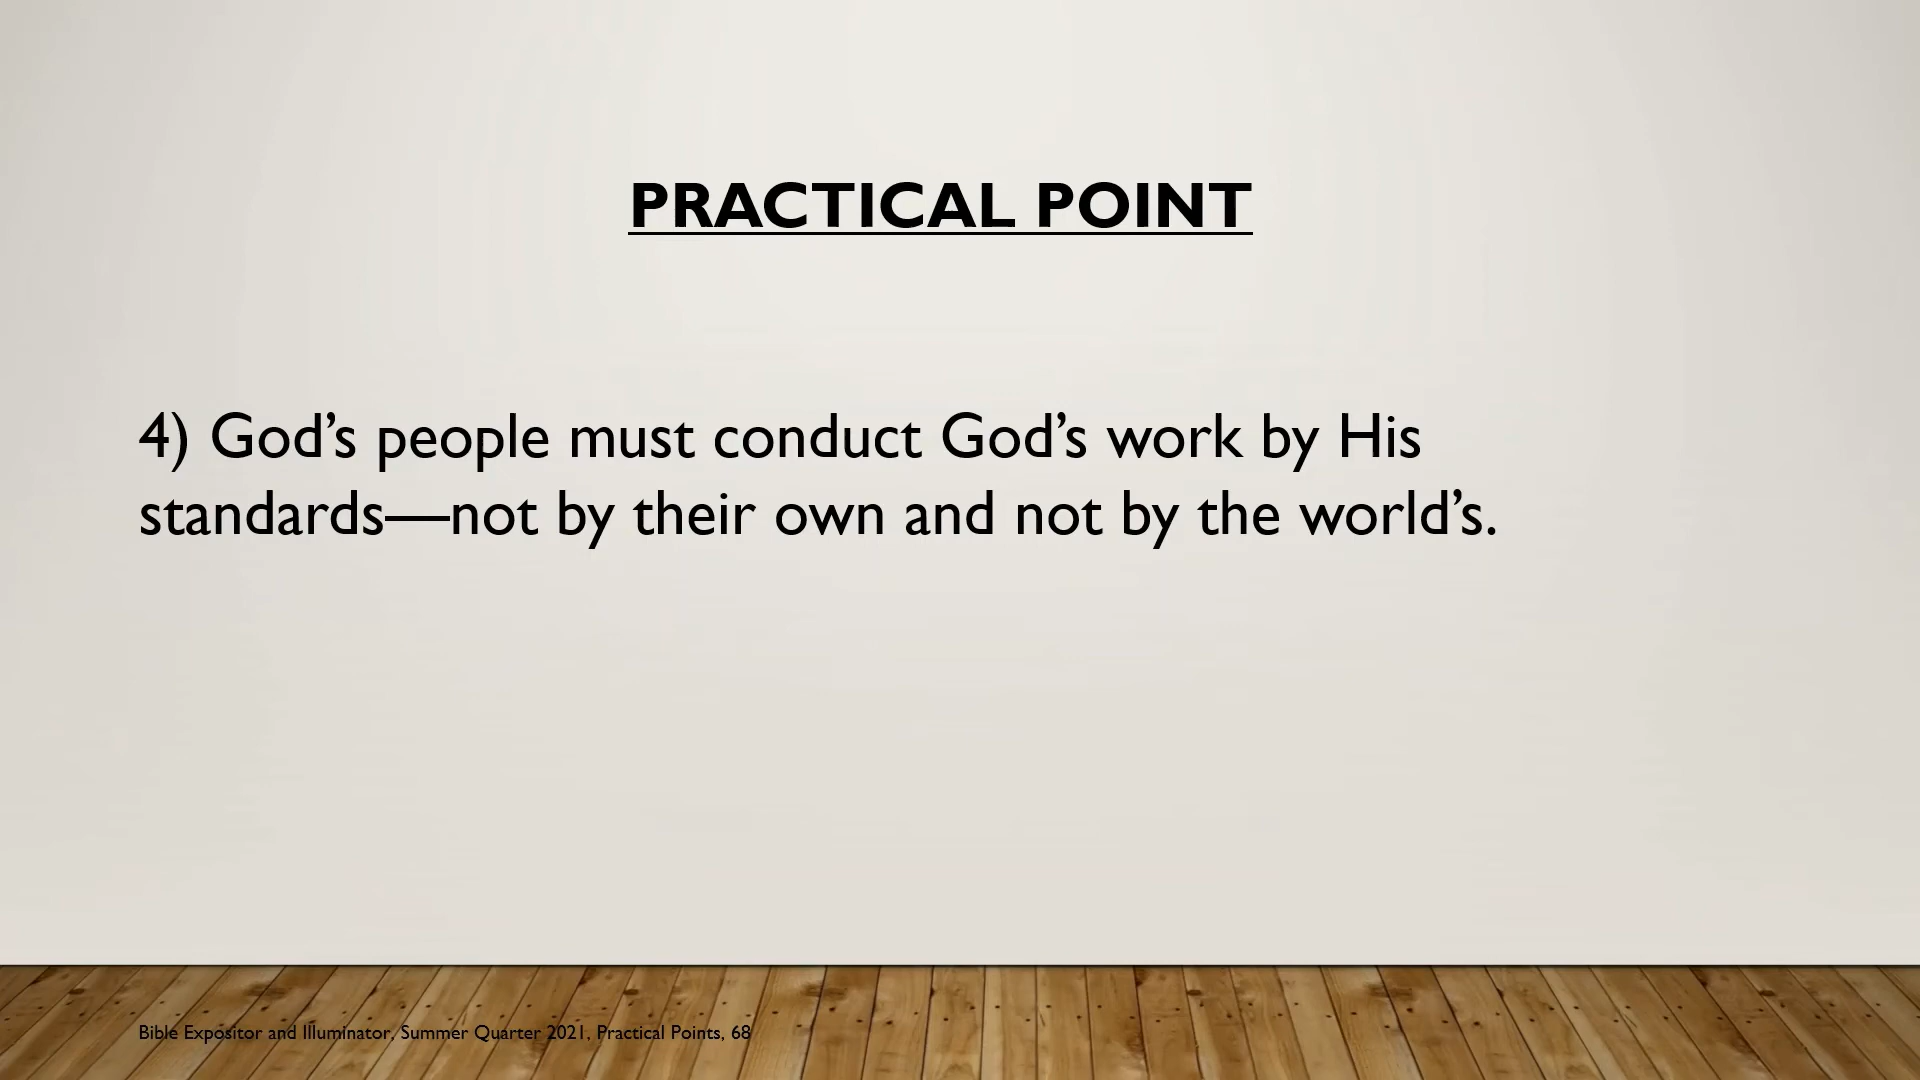 PRACTICAL POINT
4) God’s people must conduct God’s work by His
standards—not by their own and not by the world’s.
Bible Expositor and Illuminator, Summer Quarter 2021, Practical Points, 68